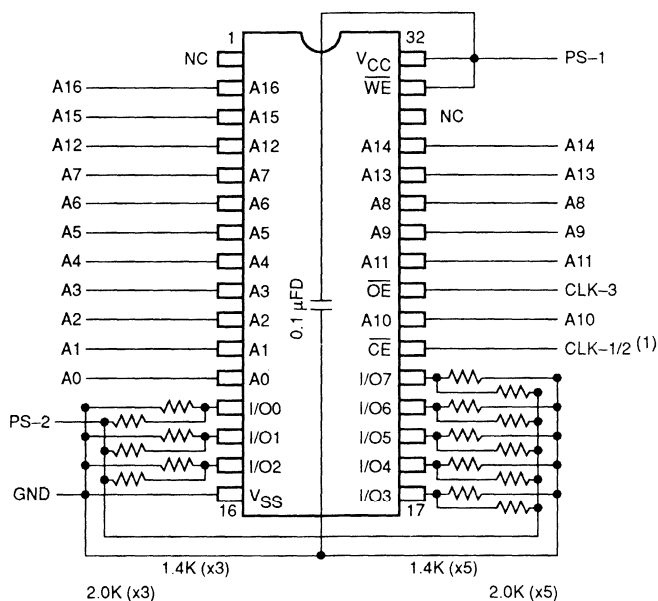 1 32
NC VCC PS–1
A16 A16 WE
A15 A15 NC
A12 A12 A14 A14
A7 A7 A13 A13
A6 A6 A8 A8
A5 A5 A9 A9
A4 A4 A11 A11
A3 A3 OE CLK–3
0.1 µFD
A2 A2 A10 A10
A1 A1 CE CLK–1/2 (1)
A0 A0 I/O7
I/O0 I/O6
PS–2
I/O1 I/O5
I/O2 I/O4
GND VSS I/O3
16 17
1.4K (x3) 1.4K (x5)
2.0K (x3) 2.0K (x5)